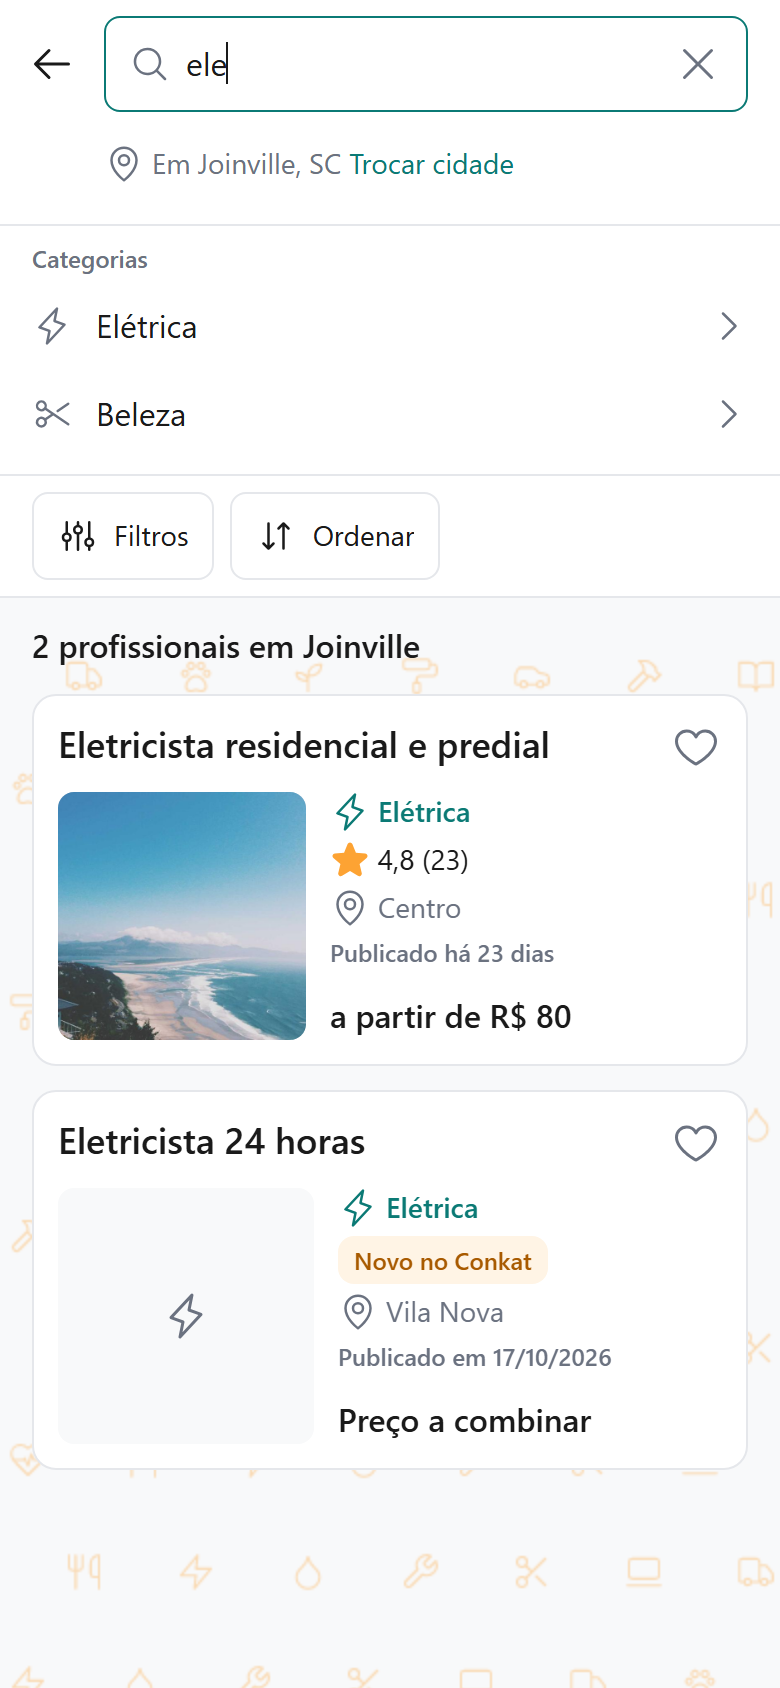 ele
Em Joinville, SC Trocar cidade
Categorias
Elétrica
Beleza
Filtros
Ordenar
2 profissionais em Joinville
Eletricista residencial e predial
Elétrica
4,8 (23)
Centro
Publicado há 23 dias
a partir de R$ 80
Eletricista 24 horas
Elétrica
Novo no Conkat
Vila Nova
Publicado em 17/10/2026
Preço a combinar